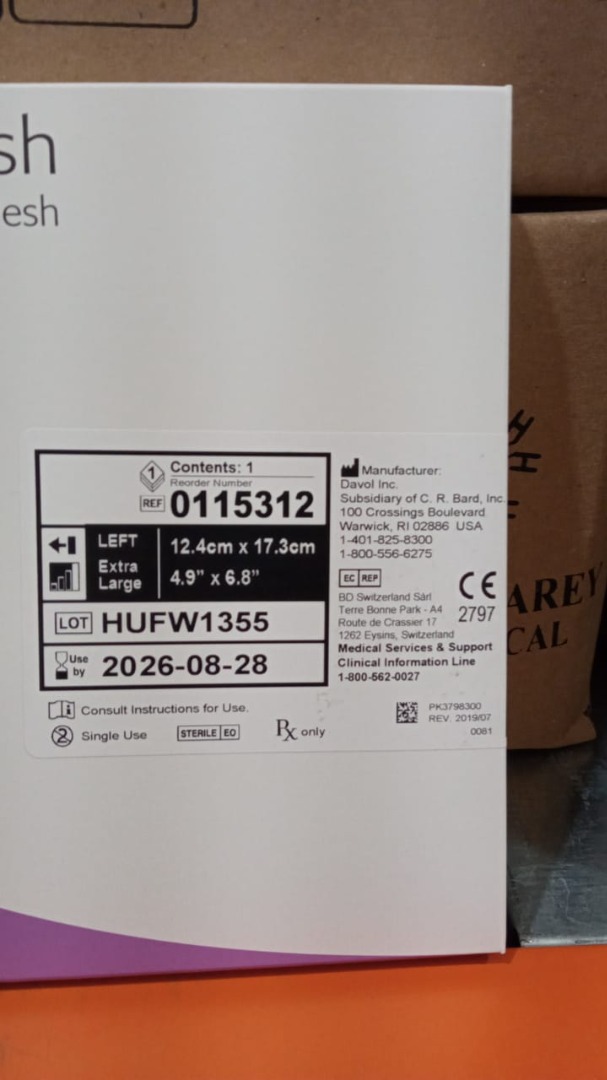 sh
esh
1
Contents: 1
Reorder Number
REF 0115312
LEFT
Extra
Large
12.4cm x 17.3cm
4.9” x 6.8”
LOT HUFW1355
Use
by 2026-08-28
Consult Instructions for Use.
2 Single Use
STERILE EO
Rx only
Manufacturer:
Davol Inc.
Subsidiary of C. R. Bard, Inc.
100 Crossings Boulevard
Warwick, RI 02886 USA
1-401-825-8300
1-800-556-6275
EC REP
BD Switzerland Sàrl
Terre Bonne Park - A4
Route de Crassier 17
1262 Eysins, Switzerland
CE
2797
Medical Services & Support
Clinical Information Line
1-800-562-0027
PK3798300
REV. 2019/07
0081
AREY
CAL